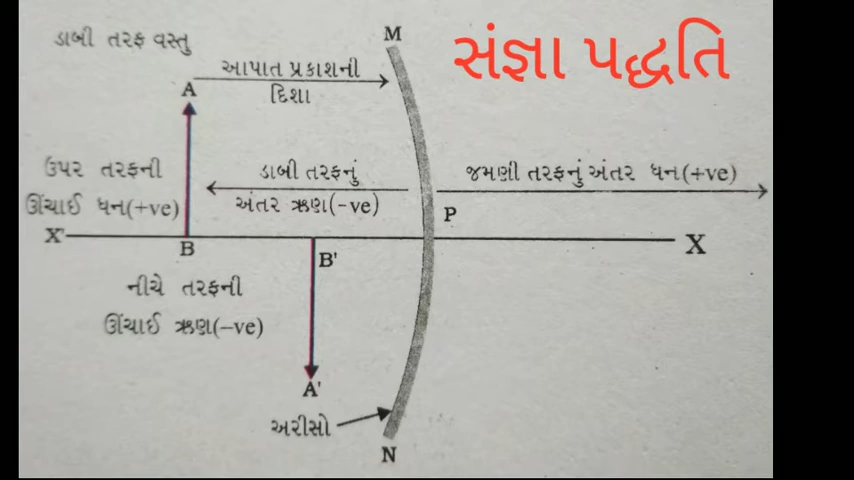 સંજ્ઞા પદ્ધતિ
ડાબી તરફ વસ્તુ
M
આપાત પ્રકાશની
દિશા
A
ઉપર તરફની
ઊંચાઈ ધન(+ve)
ડાબી તરફનું
અંતર ઋણ(−ve)
જમણી તરફનું અંતર ધન(+ve)
P
X'
B
B'
X
નીચે તરફની
ઊંચાઈ ઋણ(−ve)
A'
અરીસો
N